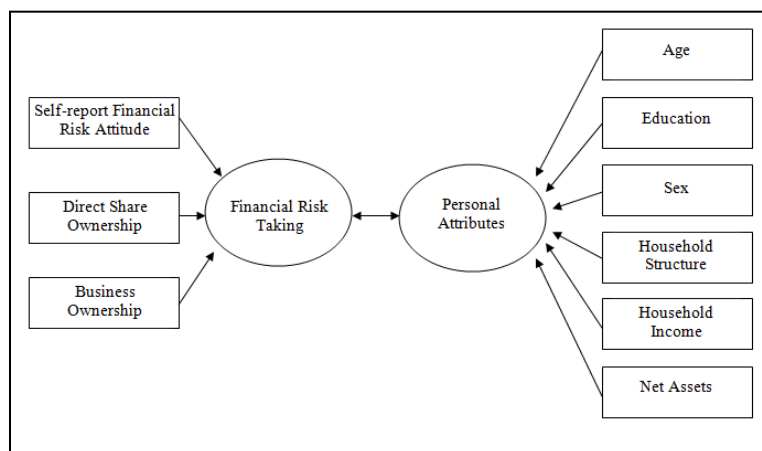 Self-report Financial
Risk Attitude
Direct Share
Ownership
Business
Ownership
Financial Risk
Taking
Personal
Attributes
Age
Education
Sex
Household
Structure
Household
Income
Net Assets